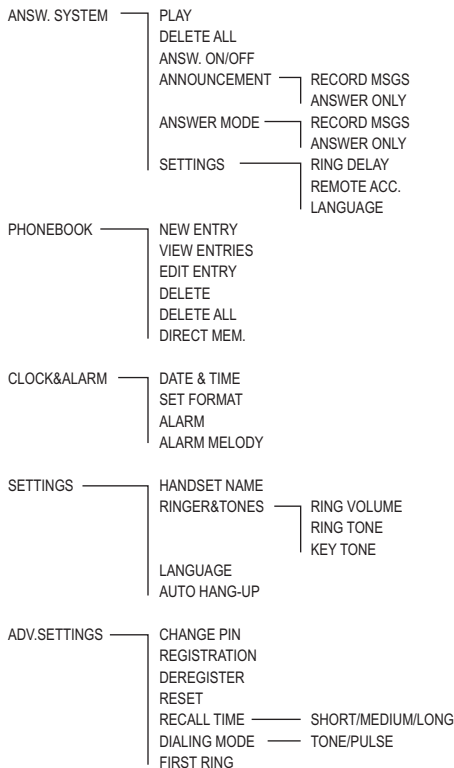 ANSW. SYSTEM PLAY
DELETE ALL
ANSW. ON/OFF
ANNOUNCEMENT RECORD MSGS
ANSWER ONLY
ANSWER MODE RECORD MSGS
ANSWER ONLY
SETTINGS RING DELAY
REMOTE ACC.
LANGUAGE
PHONEBOOK NEW ENTRY
VIEW ENTRIES
EDIT ENTRY
DELETE
DELETE ALL
DIRECT MEM.
CLOCK&ALARM DATE & TIME
SET FORMAT
ALARM
ALARM MELODY
SETTINGS HANDSET NAME
RINGER&TONES RING VOLUME
RING TONE
KEY TONE
LANGUAGE
AUTO HANG-UP
ADV.SETTINGS CHANGE PIN
REGISTRATION
DEREGISTER
RESET
RECALL TIME SHORT/MEDIUM/LONG
DIALING MODE TONE/PULSE
FIRST RING